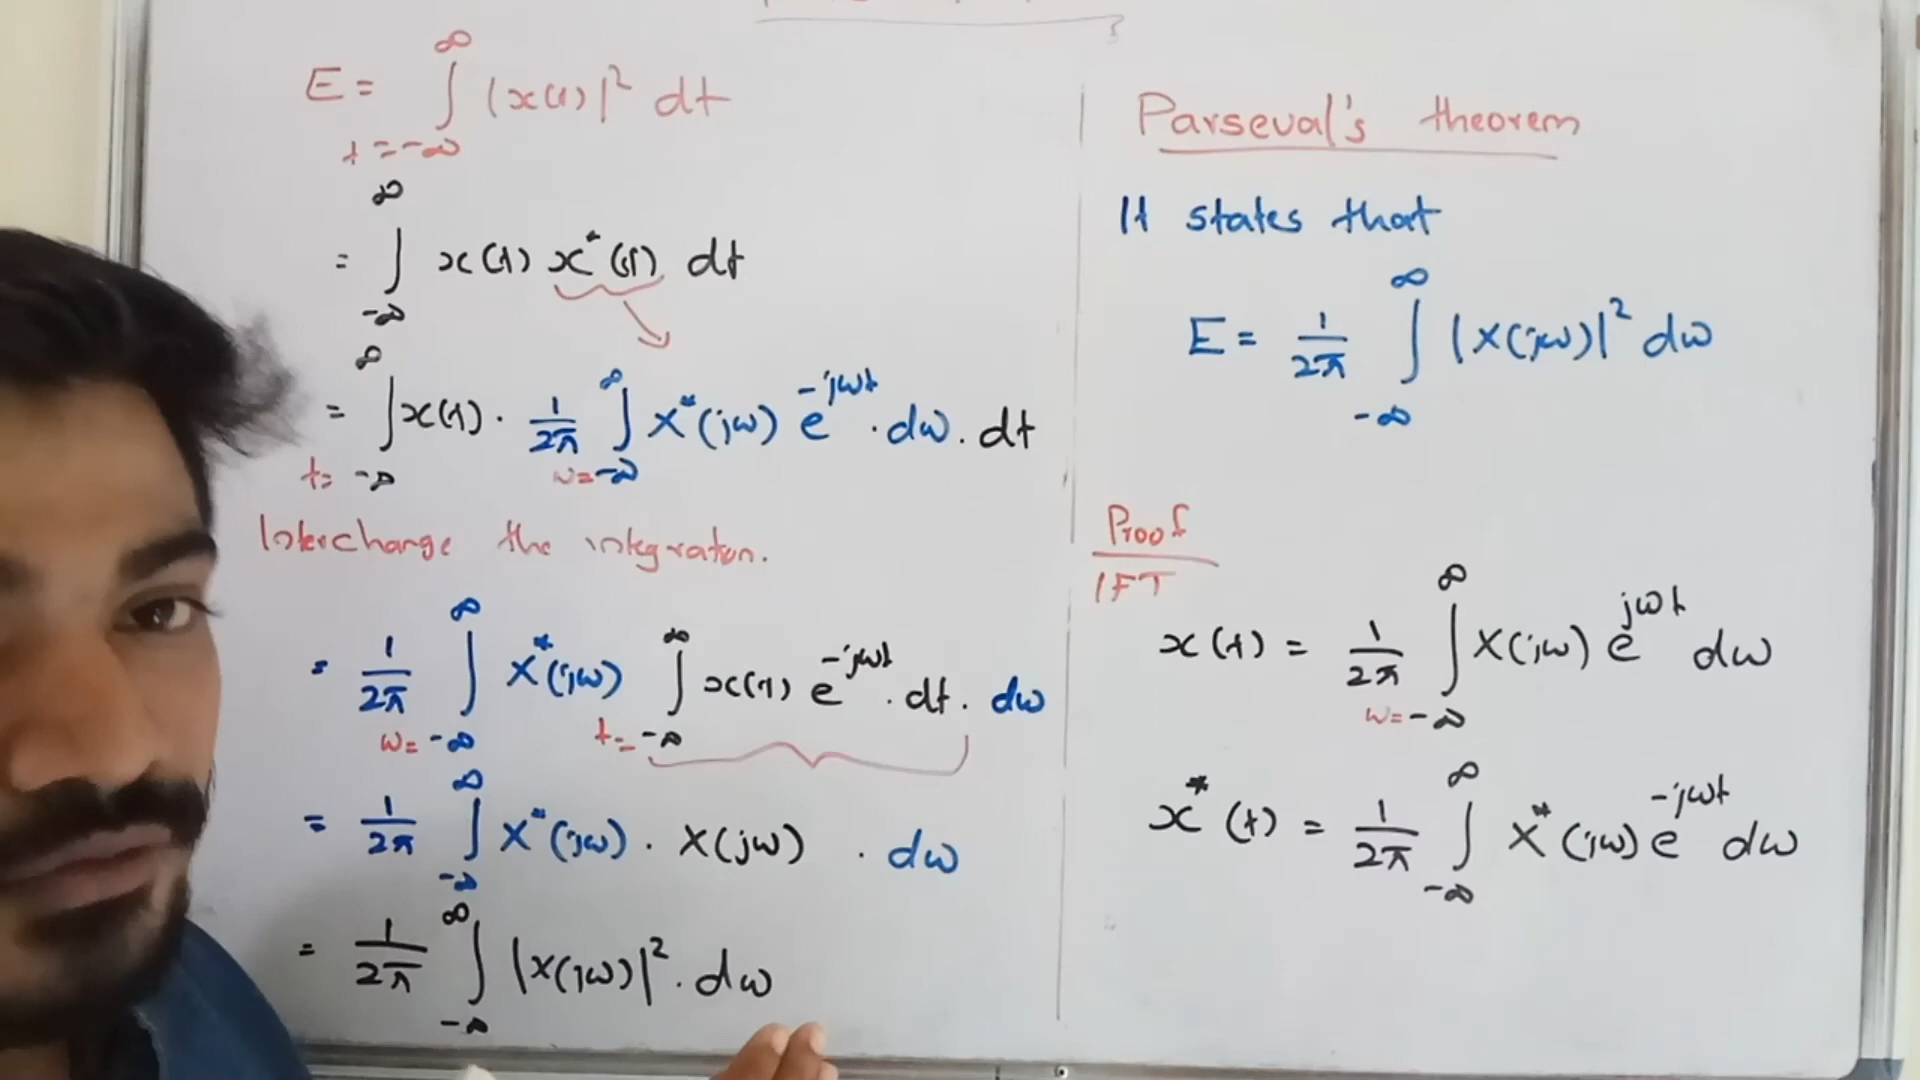 E = ∫_{t=-∞}^{∞} |x(t)|² dt
= ∫_{-∞}^{∞} x(t) x*(t) dt
= ∫_{t=-∞}^{∞} x(t) · 1/2π ∫_{ω=-∞}^{∞} X*(jω) e^{-jωt} · dω . dt
Interchange the integration.
= 1/2π ∫_{ω=-∞}^{∞} X*(jω) ∫_{t=-∞}^{∞} x(t) e^{-jωt} · dt . dω
= 1/2π ∫_{-∞}^{∞} X*(jω) · X(jω) · dω
= 1/2π ∫_{-∞}^{∞} |X(jω)|² · dω
Parseval's theorem
It states that
E = 1/2π ∫_{-∞}^{∞} |X(jω)|² dω
Proof
IFT
x(t) = 1/2π ∫_{ω=-∞}^{∞} X(jω) e^{jωt} dω
x*(t) = 1/2π ∫_{-∞}^{∞} X*(jω) e^{-jωt} dω